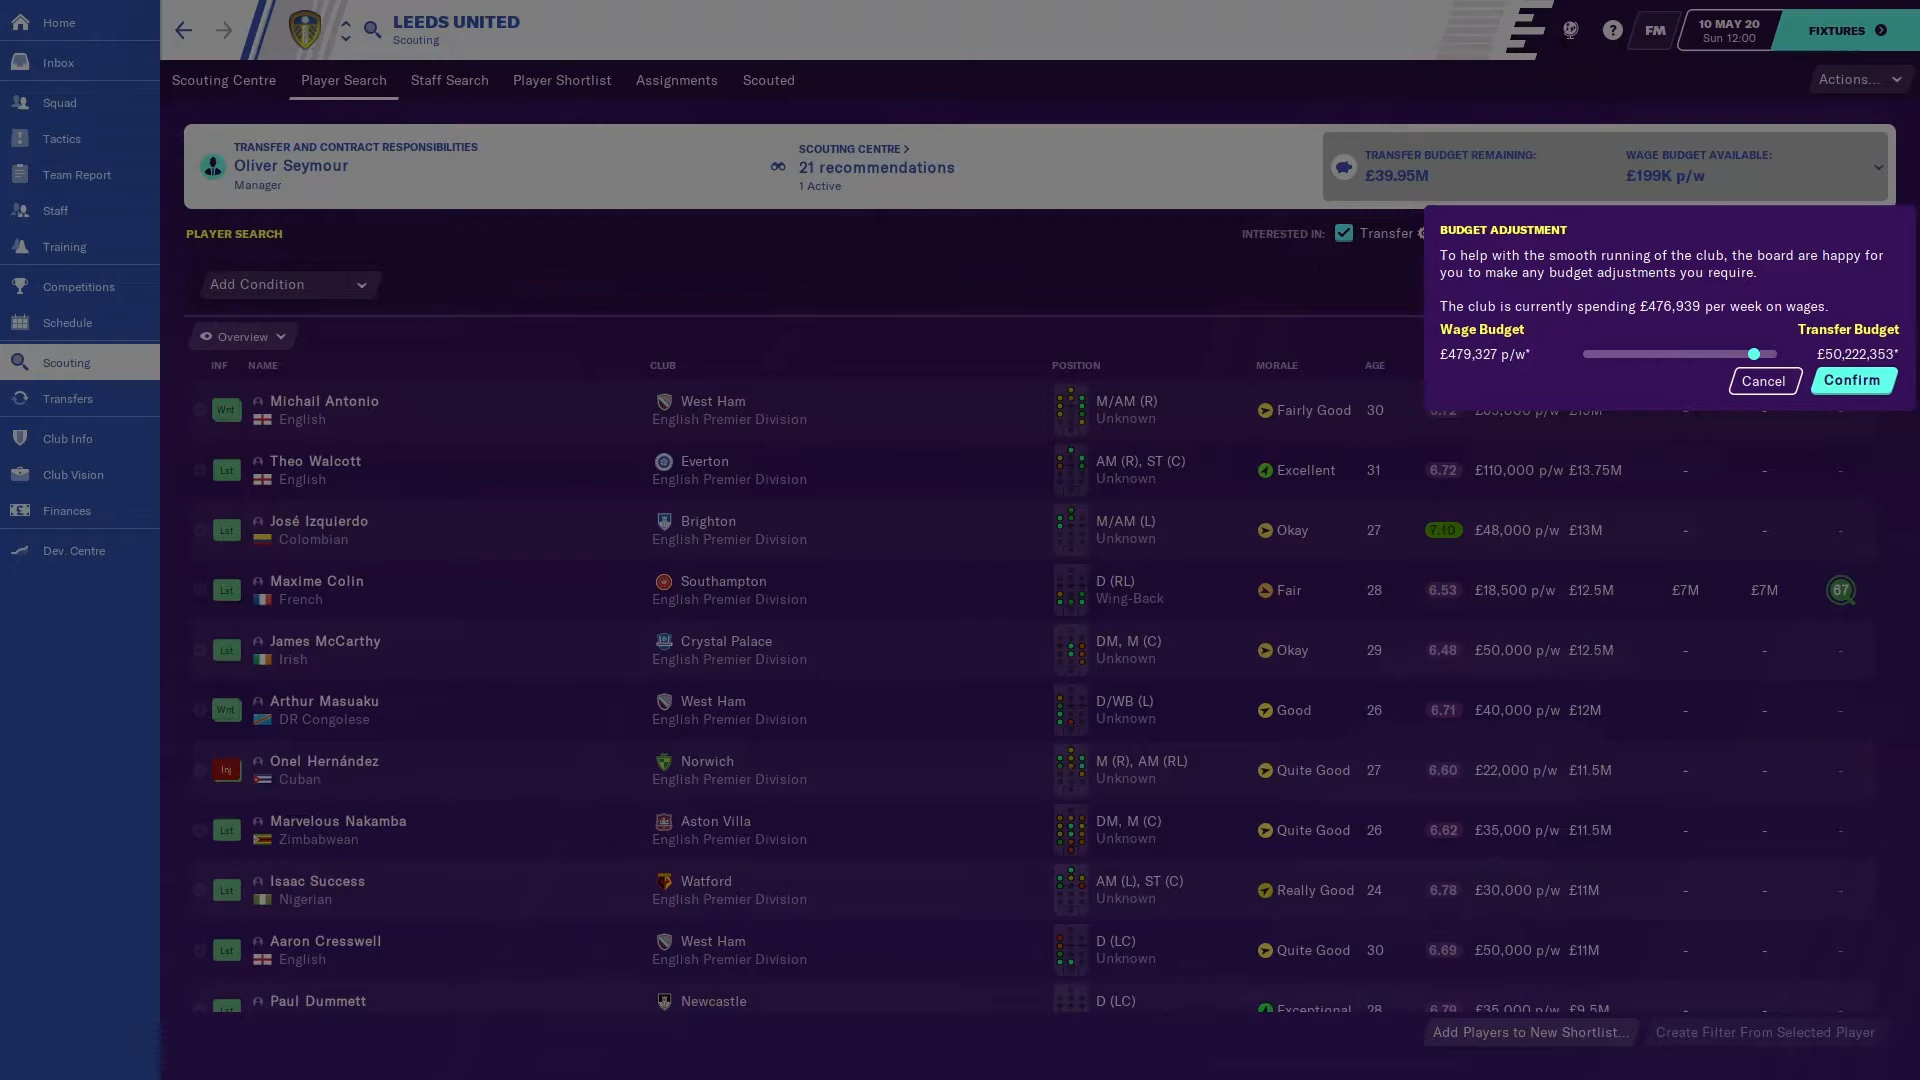 Home
Inbox
Squad
Tactics
Team Report
Staff
Training
Competitions
Schedule
Scouting
Transfers
Club Info
Club Vision
Finances
Dev. Centre
LEEDS UNITED
Scouting
?
FM
10 MAY 20
Sun 12:00
FIXTURES
Scouting Centre Player Search Staff Search Player Shortlist Assignments Scouted
Actions...
TRANSFER AND CONTRACT RESPONSIBILITIES
Oliver Seymour
Manager
SCOUTING CENTRE >
21 recommendations
1 Active
TRANSFER BUDGET REMAINING:
£39.95M
WAGE BUDGET AVAILABLE:
£199K p/w
PLAYER SEARCH
INTERESTED IN: Transfer
BUDGET ADJUSTMENT
To help with the smooth running of the club, the board are happy for
you to make any budget adjustments you require.
The club is currently spending £476,939 per week on wages.
Wage Budget Transfer Budget
£479,327 p/w* £50,222,353*
Cancel Confirm
Add Condition
Overview
INF NAME CLUB POSITION MORALE AGE
Wnt Michail Antonio West Ham M/AM (R) Fairly Good 30
English English Premier Division Unknown
Lst Theo Walcott Everton AM (R), ST (C) Excellent 31 6.72 £110,000 p/w £13.75M - - -
English English Premier Division Unknown
Lst José Izquierdo Brighton M/AM (L) Okay 27 7.10 £48,000 p/w £13M - - -
Colombian English Premier Division Unknown
Lst Maxime Colin Southampton D (RL) Fair 28 6.53 £18,500 p/w £12.5M £7M £7M 67
French English Premier Division Wing-Back
Lst James McCarthy Crystal Palace DM, M (C) Okay 29 6.48 £50,000 p/w £12.5M - - -
Irish English Premier Division Unknown
Wnt Arthur Masuaku West Ham D/WB (L) Good 26 6.71 £40,000 p/w £12M - - -
DR Congolese English Premier Division Unknown
Inj Onel Hernández Norwich M (R), AM (RL) Quite Good 27 6.60 £22,000 p/w £11.5M - - -
Cuban English Premier Division Unknown
Lst Marvelous Nakamba Aston Villa DM, M (C) Quite Good 26 6.62 £35,000 p/w £11.5M - - -
Zimbabwean English Premier Division Unknown
Lst Isaac Success Watford AM (L), ST (C) Really Good 24 6.78 £30,000 p/w £11M - - -
Nigerian English Premier Division Unknown
Lst Aaron Cresswell West Ham D (LC) Quite Good 30 6.69 £50,000 p/w £11M - - -
English English Premier Division Unknown
Lst Paul Dummett Newcastle D (LC) Exceptional 28 6.79 £35,000 p/w £9.5M
Add Players to New Shortlist... Create Filter From Selected Player